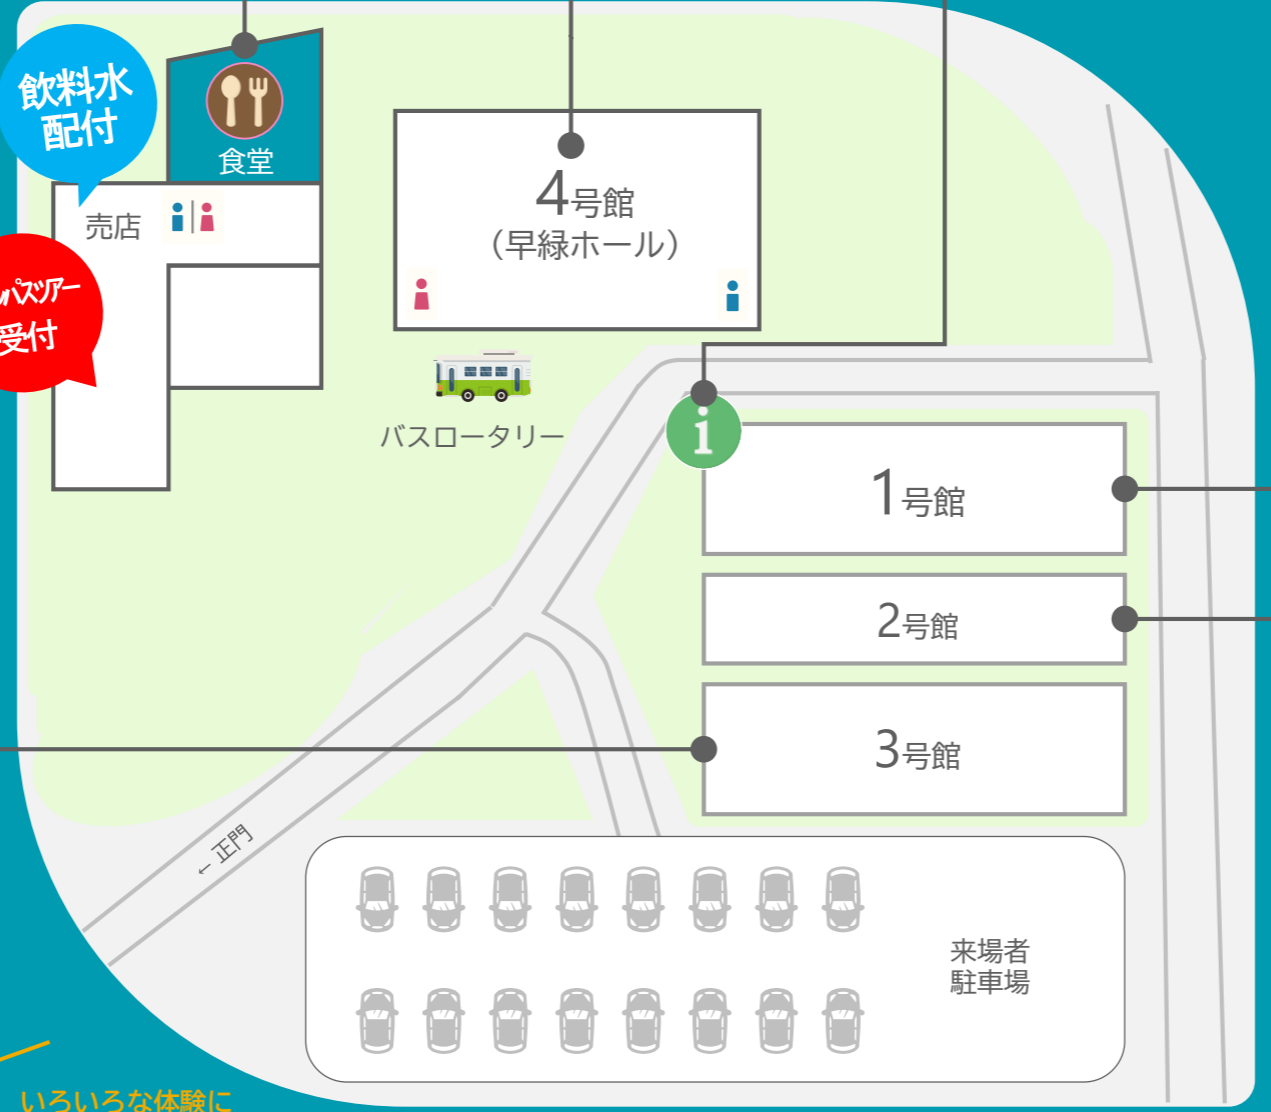 飲料水
配付
食堂
売店
パスツアー
受付
4号館
（早緑ホール）
バスロータリー
i
1号館
2号館
3号館
←正門
来場者
駐車場
いろいろな体験に